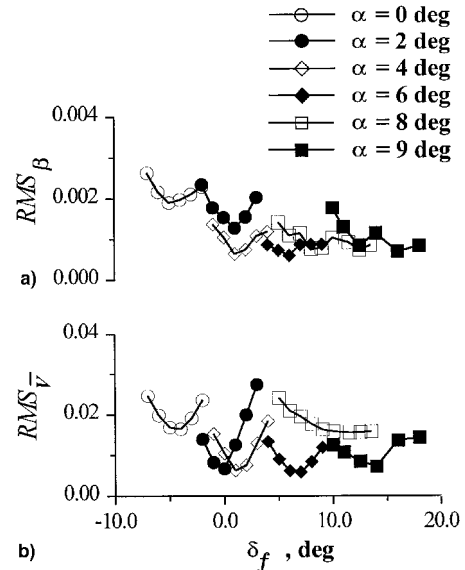 α = 0 deg
α = 2 deg
α = 4 deg
α = 6 deg
α = 8 deg
α = 9 deg
0.004
0.002
0.000
RMSβ
a)
0.04
0.02
0.00
RMSV̅
-10.0 0.0 10.0 20.0
b)
δf , deg